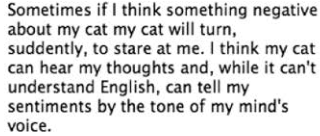 Sometimes if I think something negative
about my cat my cat will turn,
suddently, to stare at me. I think my cat
can hear my thoughts and, while it can't
understand English, can tell my
sentiments by the tone of my mind's
voice.